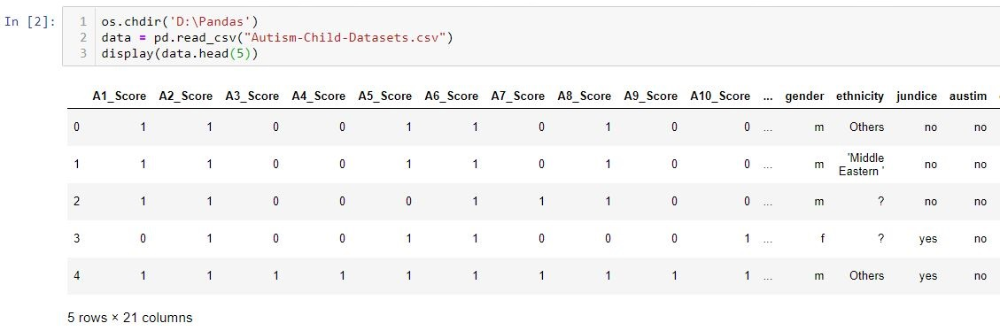 In [2]:
1 os.chdir('D:\Pandas')
2 data = pd.read_csv("Autism-Child-Datasets.csv")
3 display(data.head(5))
A1_Score A2_Score A3_Score A4_Score A5_Score A6_Score A7_Score A8_Score A9_Score A10_Score ... gender ethnicity jundice austim
0 1 1 0 0 1 1 0 1 0 0 ... m Others no no
1 1 1 0 0 1 1 0 1 0 0 ... m 'Middle Eastern ' no no
2 1 1 0 0 0 1 1 1 0 0 ... m ? no no
3 0 1 0 0 1 1 0 0 0 1 ... f ? yes no
4 1 1 1 1 1 1 1 1 1 1 ... m Others yes no
5 rows × 21 columns